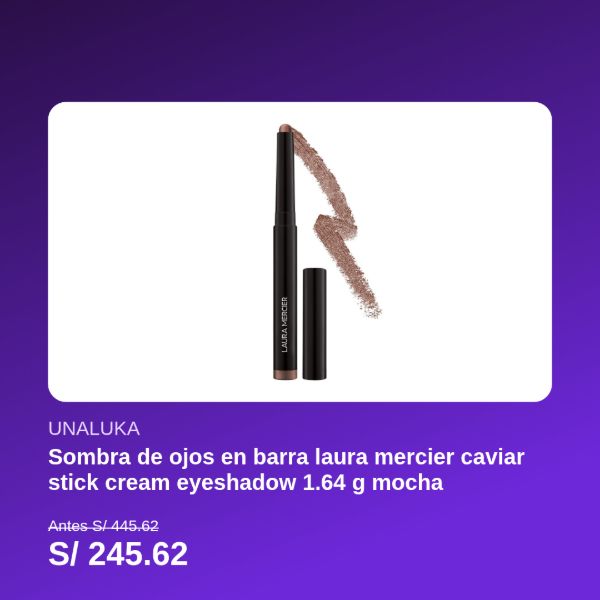 LAURA MERCIER
UNALUKA
Sombra de ojos en barra laura mercier caviar
stick cream eyeshadow 1.64 g mocha
Antes S/ 445.62
S/ 245.62